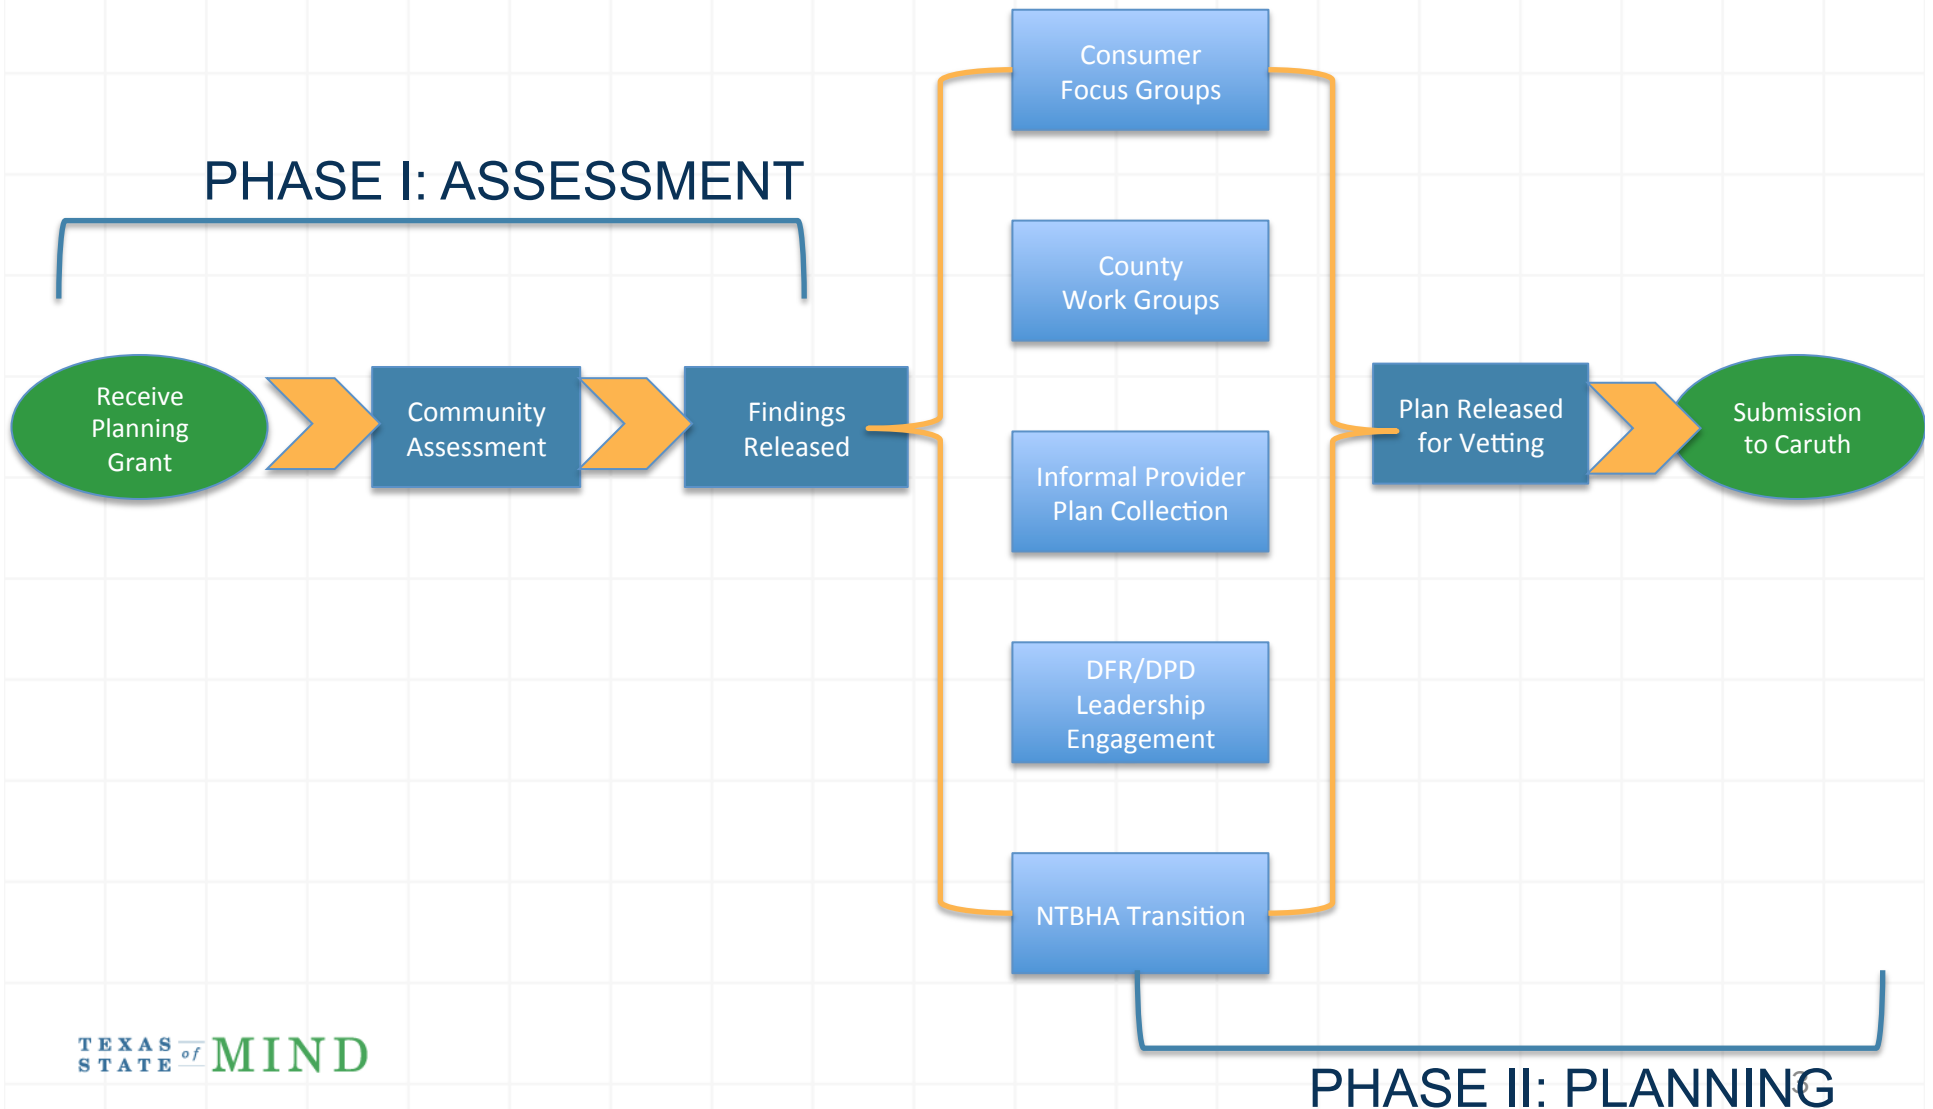 PHASE I: ASSESSMENT
Receive
Planning
Grant
Community
Assessment
Findings
Released
Consumer
Focus Groups
County
Work Groups
Informal Provider
Plan Collection
DFR/DPD
Leadership
Engagement
NTBHA Transition
Plan Released
for Vetting
Submission
to Caruth
PHASE II: PLANNING
3
TEXAS
STATE of MIND